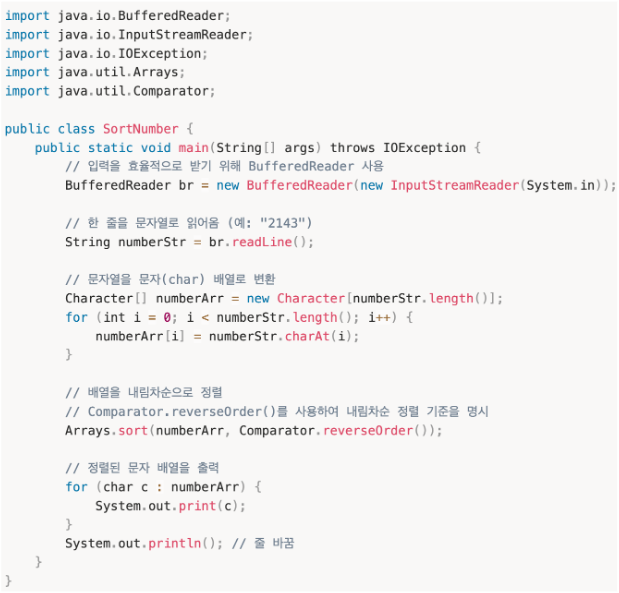 import java.io.BufferedReader;
import java.io.InputStreamReader;
import java.io.IOException;
import java.util.Arrays;
import java.util.Comparator;

public class SortNumber {
    public static void main(String[] args) throws IOException {
        // 입력을 효율적으로 받기 위해 BufferedReader 사용
        BufferedReader br = new BufferedReader(new InputStreamReader(System.in));

        // 한 줄을 문자열로 읽어옴 (예: "2143")
        String numberStr = br.readLine();

        // 문자열을 문자(char) 배열로 변환
        Character[] numberArr = new Character[numberStr.length()];
        for (int i = 0; i < numberStr.length(); i++) {
            numberArr[i] = numberStr.charAt(i);
        }

        // 배열을 내림차순으로 정렬
        // Comparator.reverseOrder()를 사용하여 내림차순 정렬 기준을 명시
        Arrays.sort(numberArr, Comparator.reverseOrder());

        // 정렬된 문자 배열을 출력
        for (char c : numberArr) {
            System.out.print(c);
        }
        System.out.println(); // 줄 바꿈
    }
}